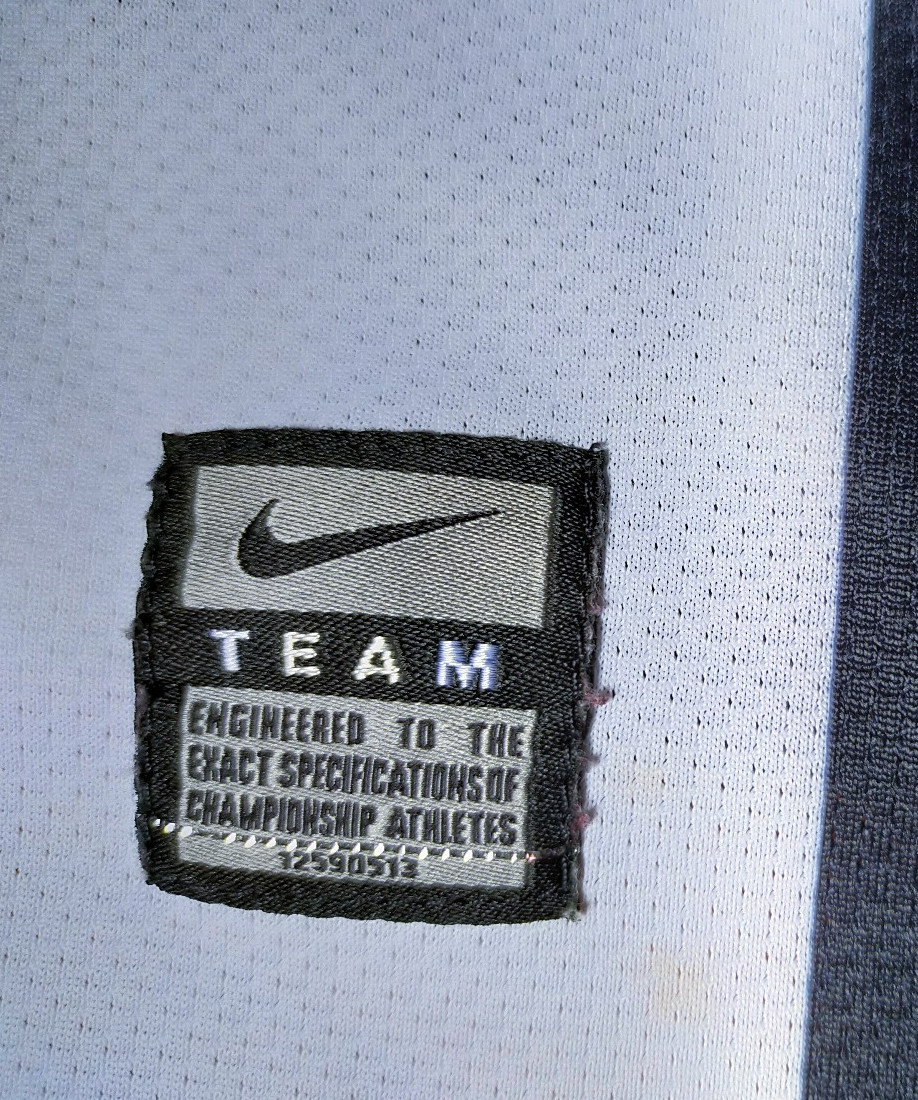 TEAM
ENGINEERED TO THE
EXACT SPECIFICATIONS OF
CHAMPIONSHIP ATHLETES
12590513